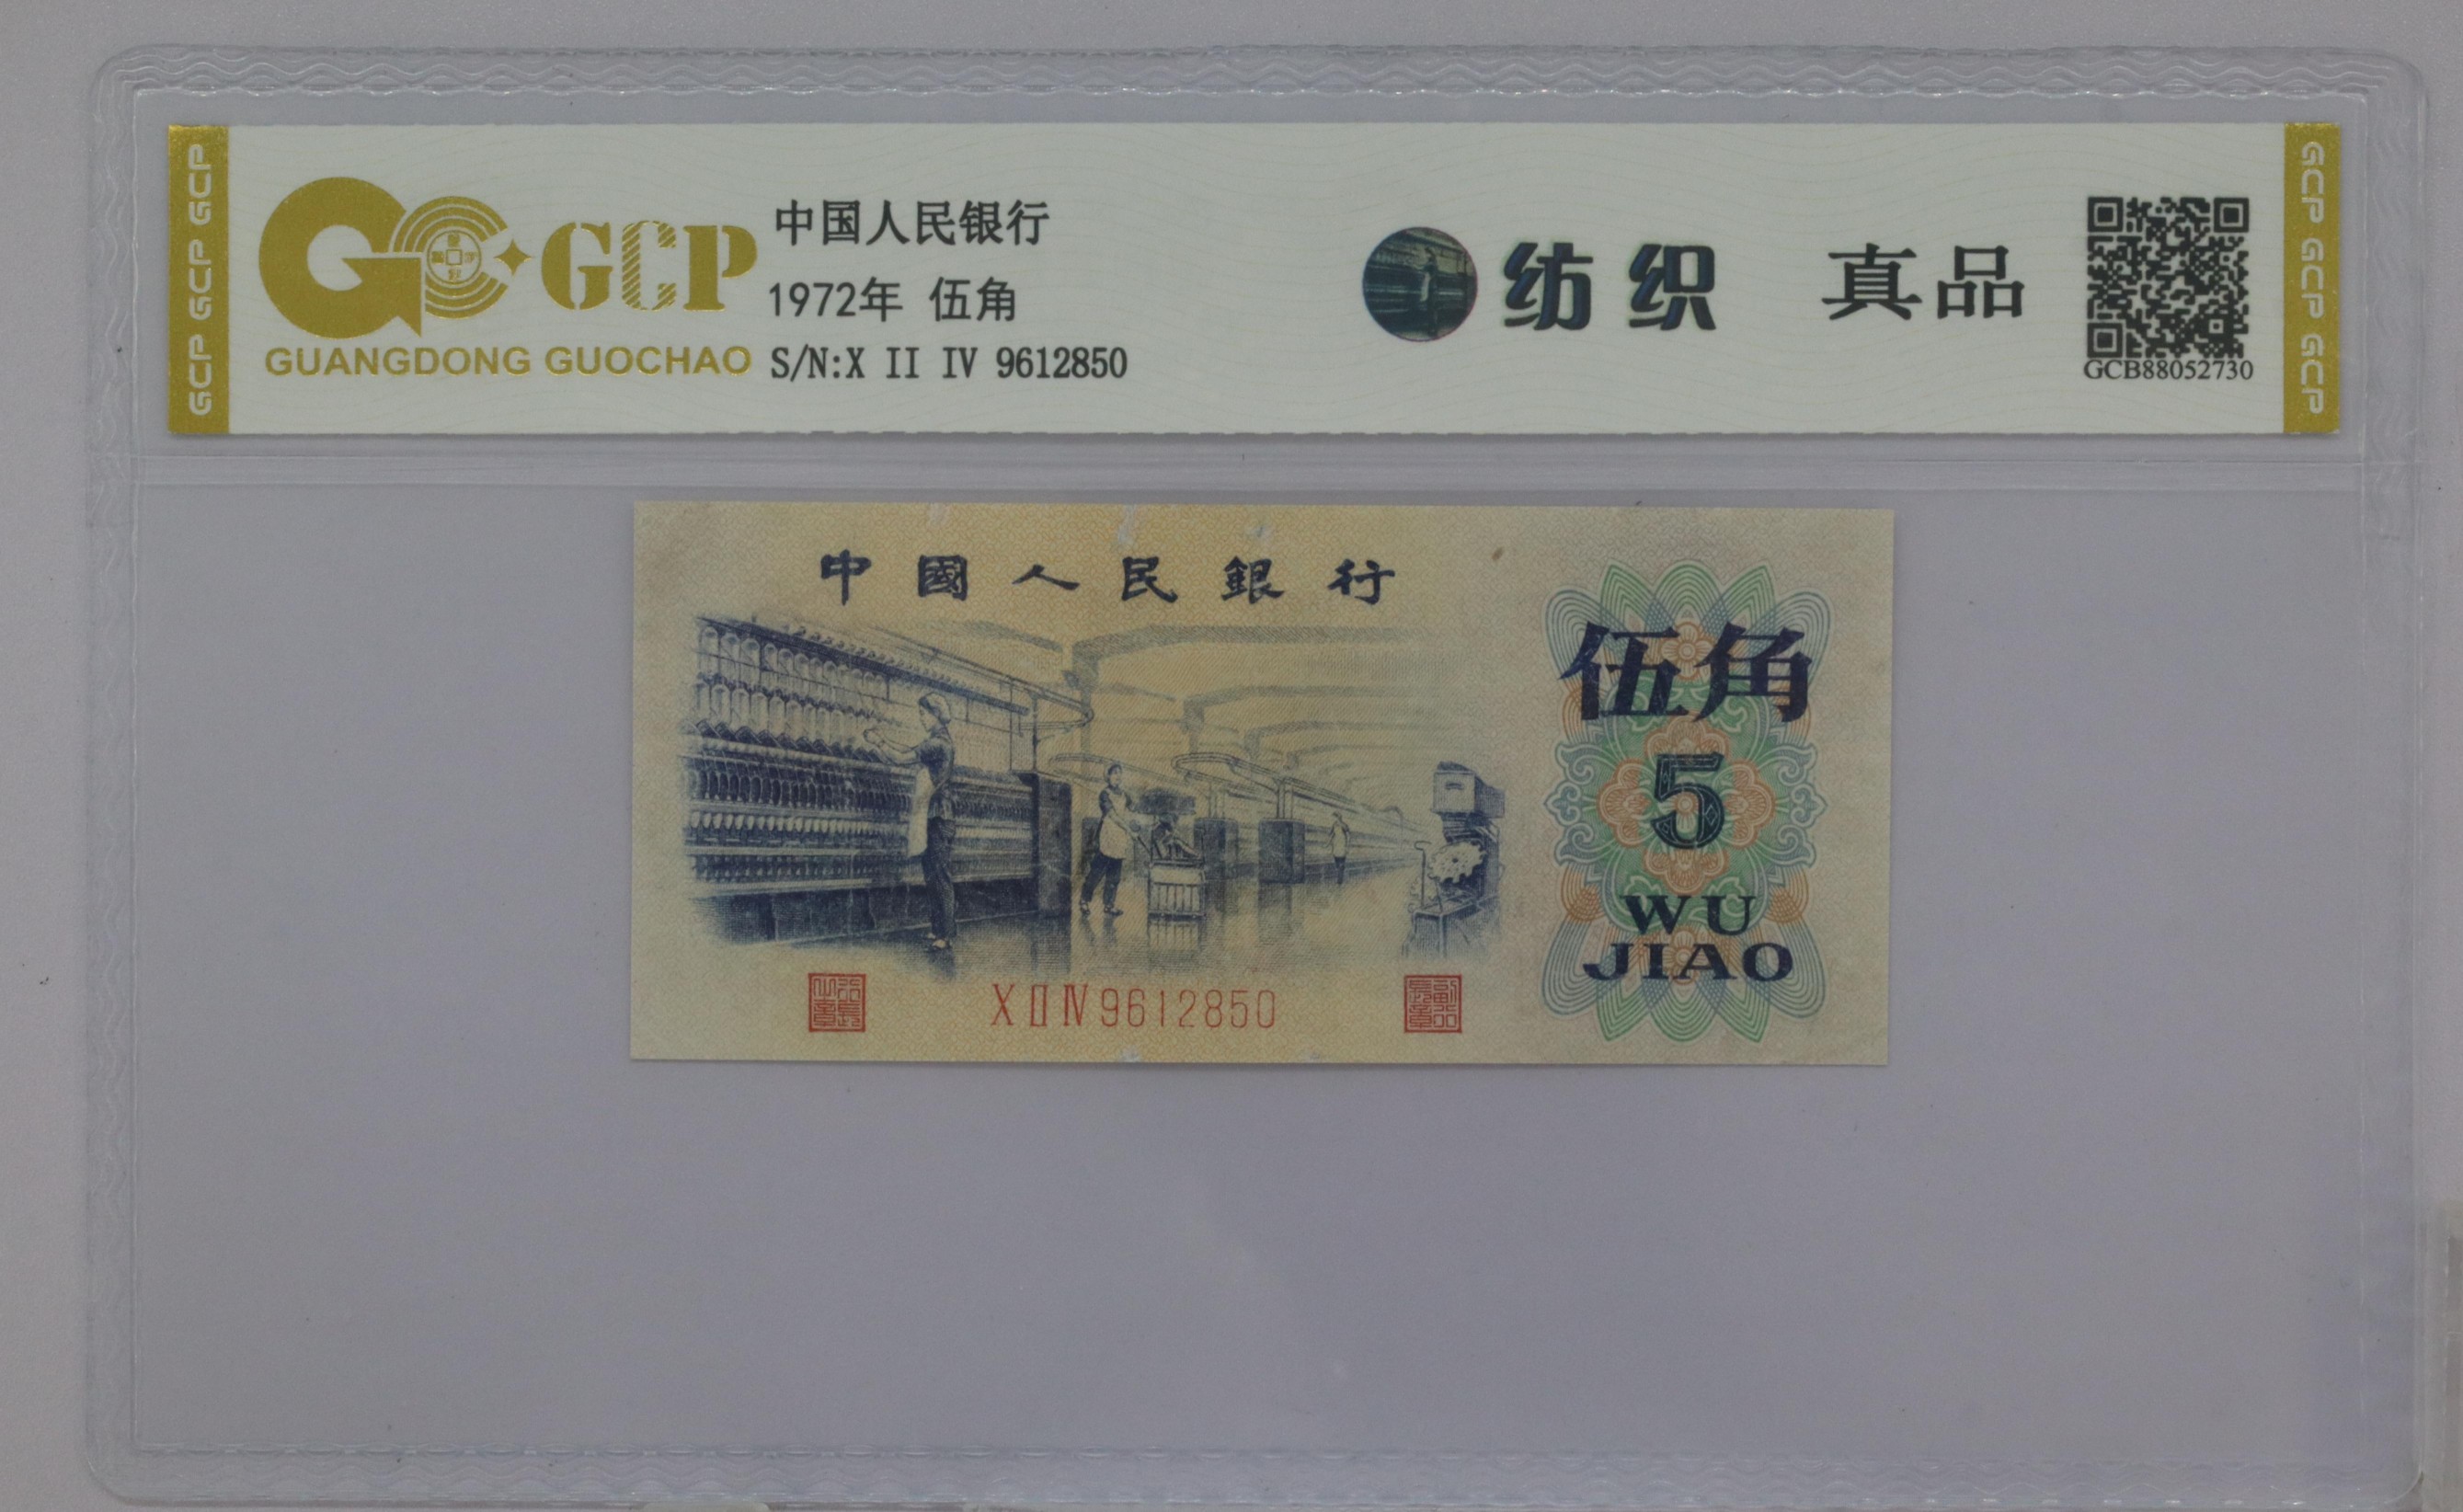 GCP GCP GCP
GCP
GUANGDONG GUOCHAO
中国人民银行
1972年 伍角
S/N:X II IV 9612850
纺织
真品
GCB88052730
GCP GCP GCP
中國人民銀行
伍角
5
WU
JIAO
X II IV 9612850